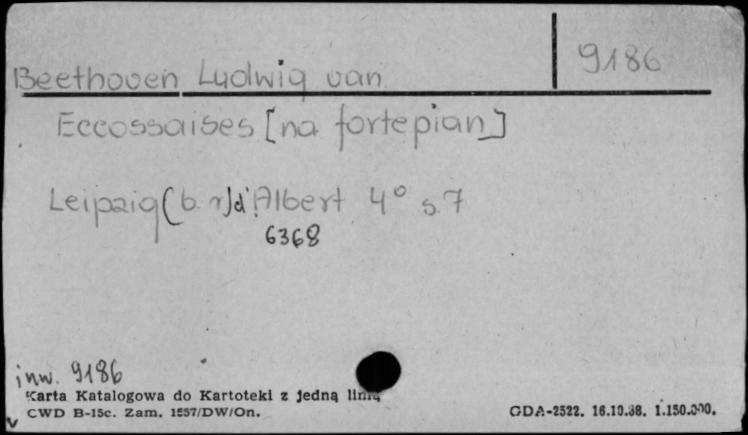 9186
Beethoven Ludwig van
Eccossaises [na fortepian]
Leipzig (b. r) d'Albert 4° s. 7
6368
inw. 9186
Karta Katalogowa do Kartoteki z jedną linią
CWD B-15c. Zam. 1557/DW/On. GDA-2522. 16.10.38. 1.150.000.
v